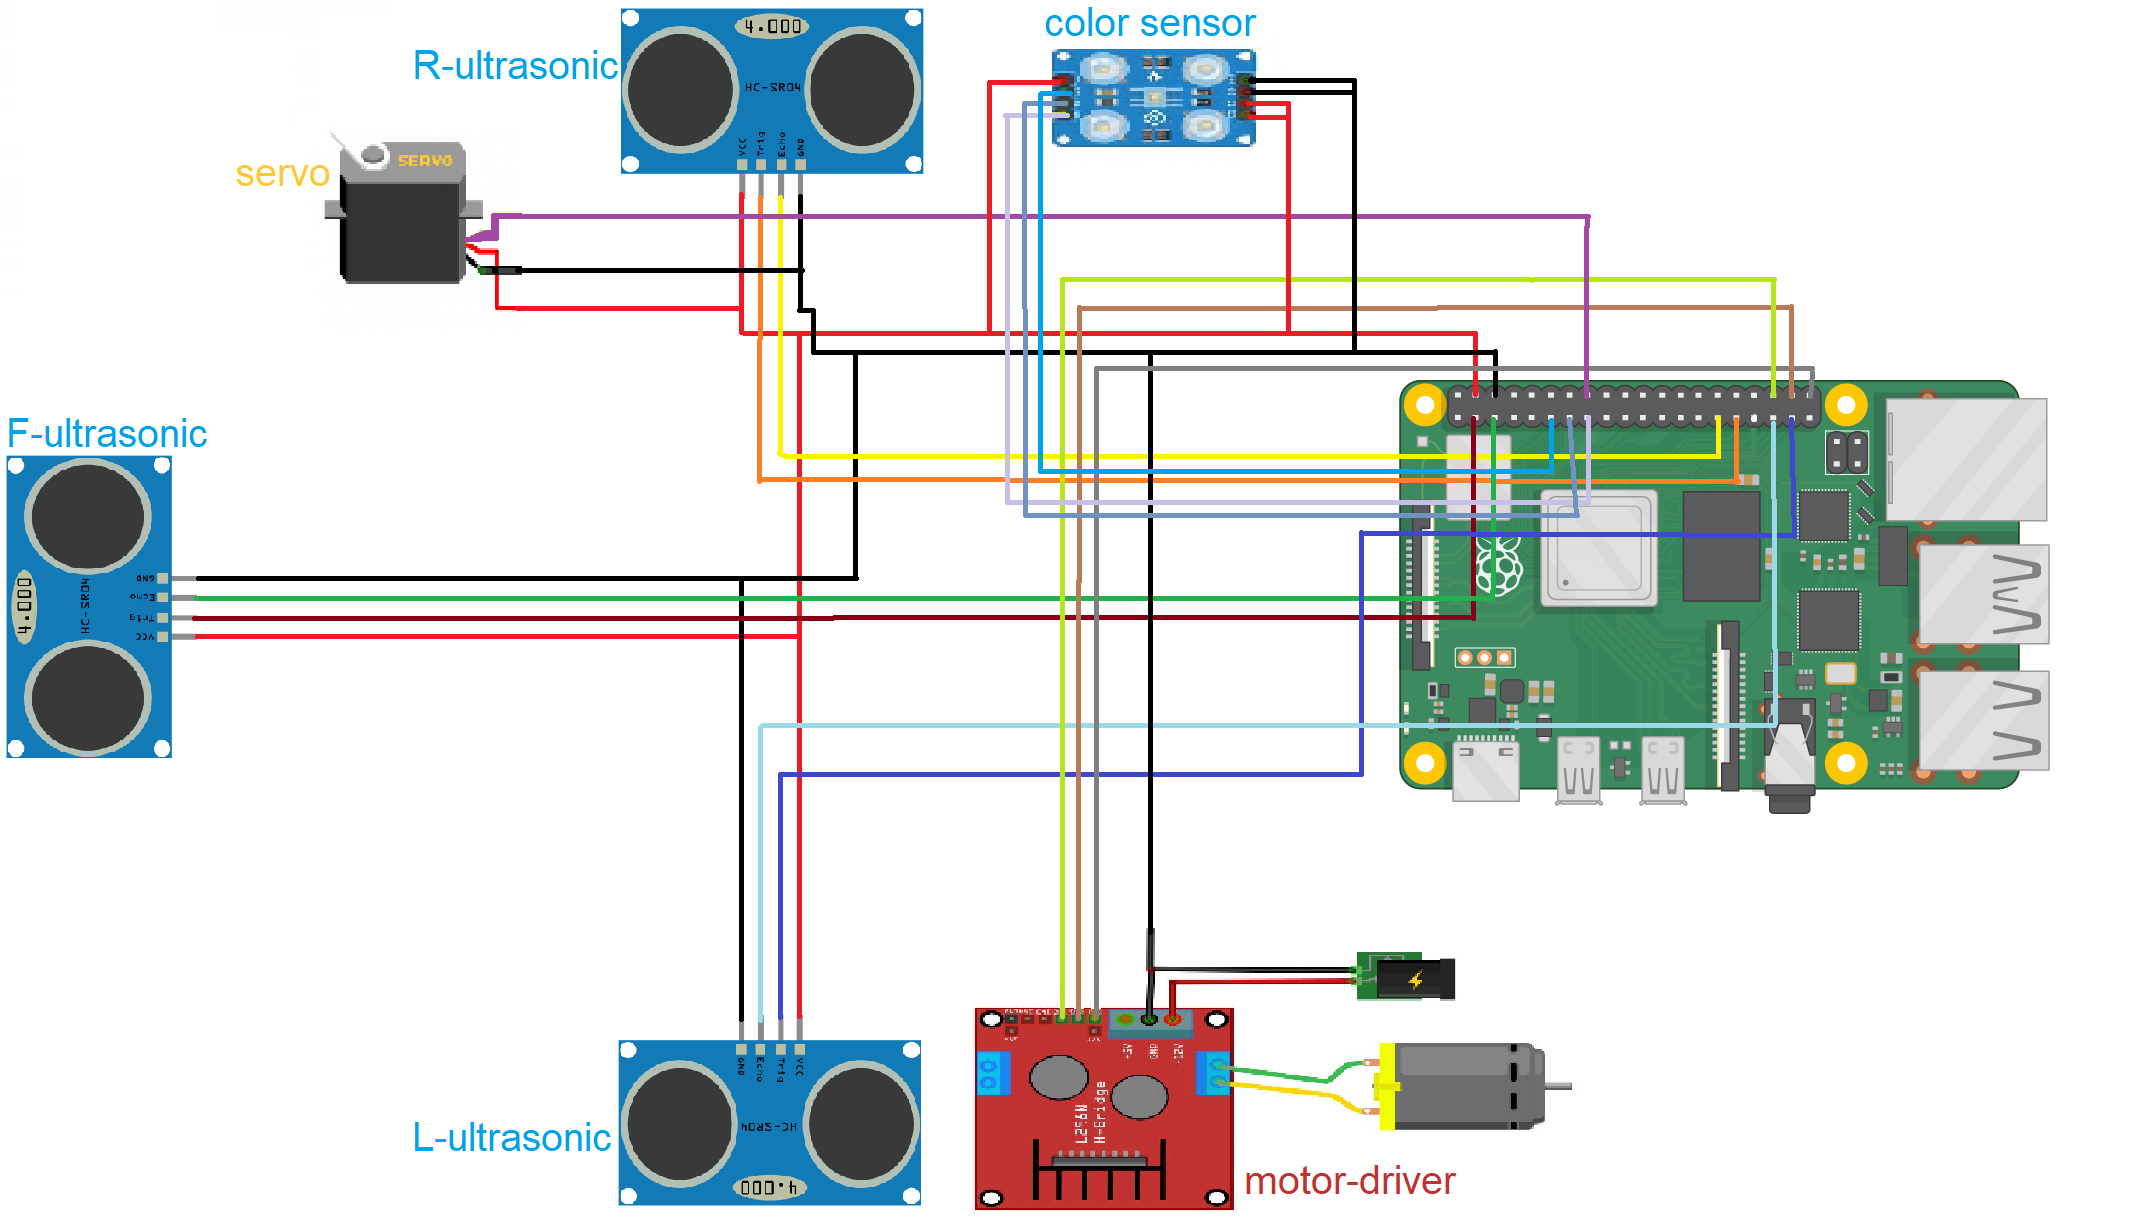 color sensor
4.000
R-ultrasonic
HC-SR04
VCC Trig Echo GND
servo
SERVO
F-ultrasonic
4.000
HC-SR04
GND
Echo
Trig
VCC
GND Echo Trig VCC
HC-SR04
L-ultrasonic
4.000
+5V GND +12V
L298N
H-Bridge
motor-driver